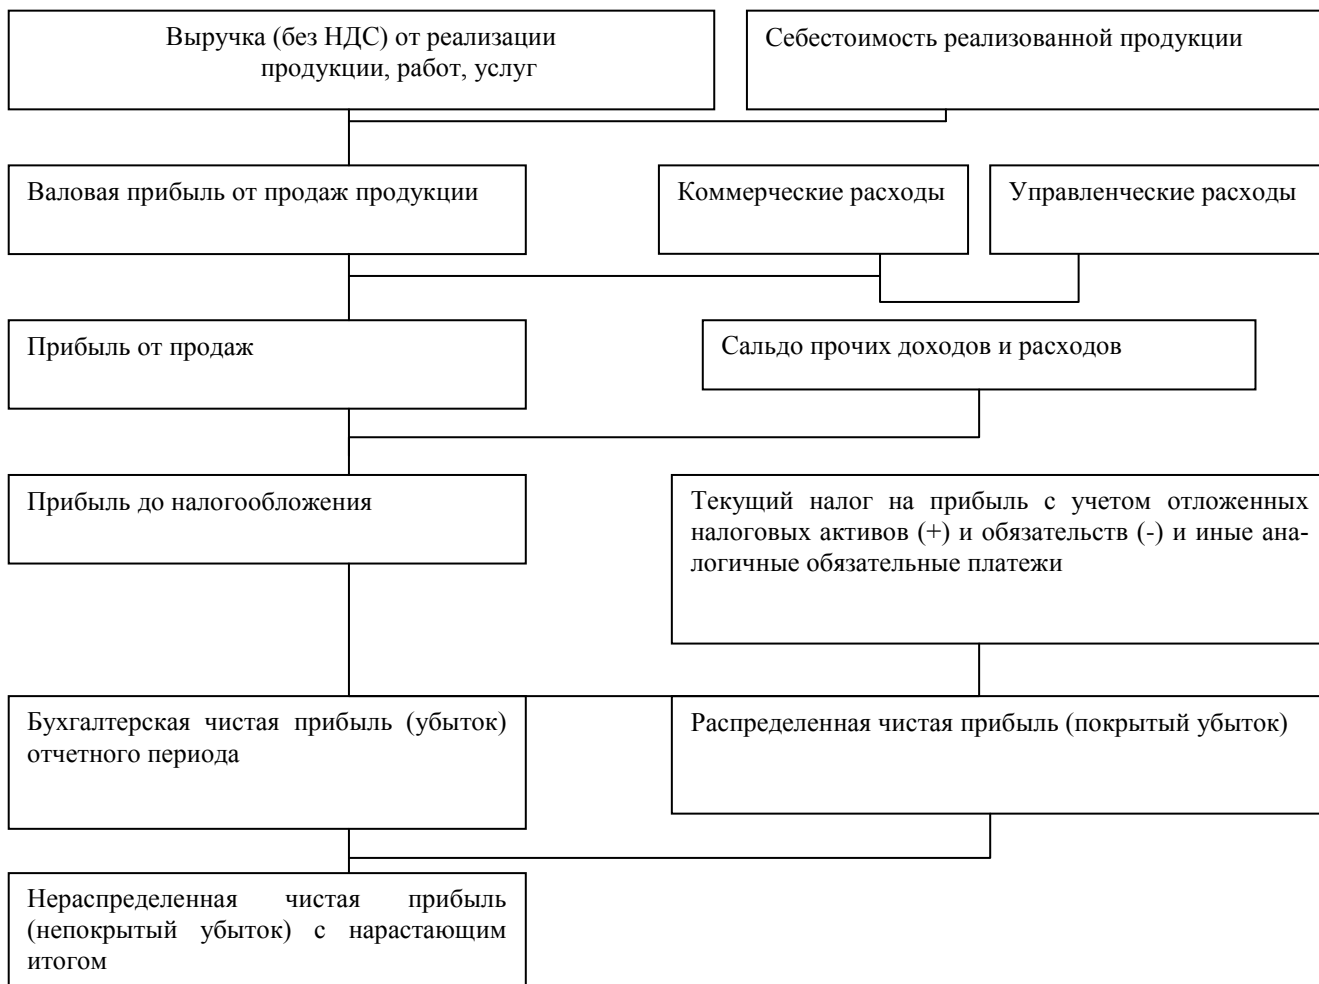 Выручка (без НДС) от реализации
продукции, работ, услуг
Себестоимость реализованной продукции
Валовая прибыль от продаж продукции
Коммерческие расходы
Управленческие расходы
Прибыль от продаж
Сальдо прочих доходов и расходов
Прибыль до налогообложения
Текущий налог на прибыль с учетом отложенных
налоговых активов (+) и обязательств (-) и иные ана-
логичные обязательные платежи
Бухгалтерская чистая прибыль (убыток)
отчетного периода
Распределенная чистая прибыль (покрытый убыток)
Нераспределенная чистая прибыль
(непокрытый убыток) с нарастающим
итогом